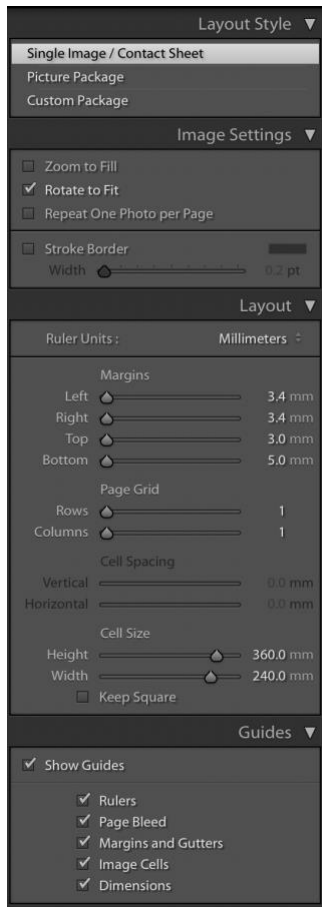 Layout Style
Single Image / Contact Sheet
Picture Package
Custom Package
Image Settings
Zoom to Fill
Rotate to Fit
Repeat One Photo per Page
Stroke Border
Width 0.2 pt
Layout
Ruler Units : Millimeters
Margins
Left 3.4 mm
Right 3.4 mm
Top 3.0 mm
Bottom 5.0 mm
Page Grid
Rows 1
Columns 1
Cell Spacing
Vertical 0.0 mm
Horizontal 0.0 mm
Cell Size
Height 360.0 mm
Width 240.0 mm
Keep Square
Guides
Show Guides
Rulers
Page Bleed
Margins and Gutters
Image Cells
Dimensions